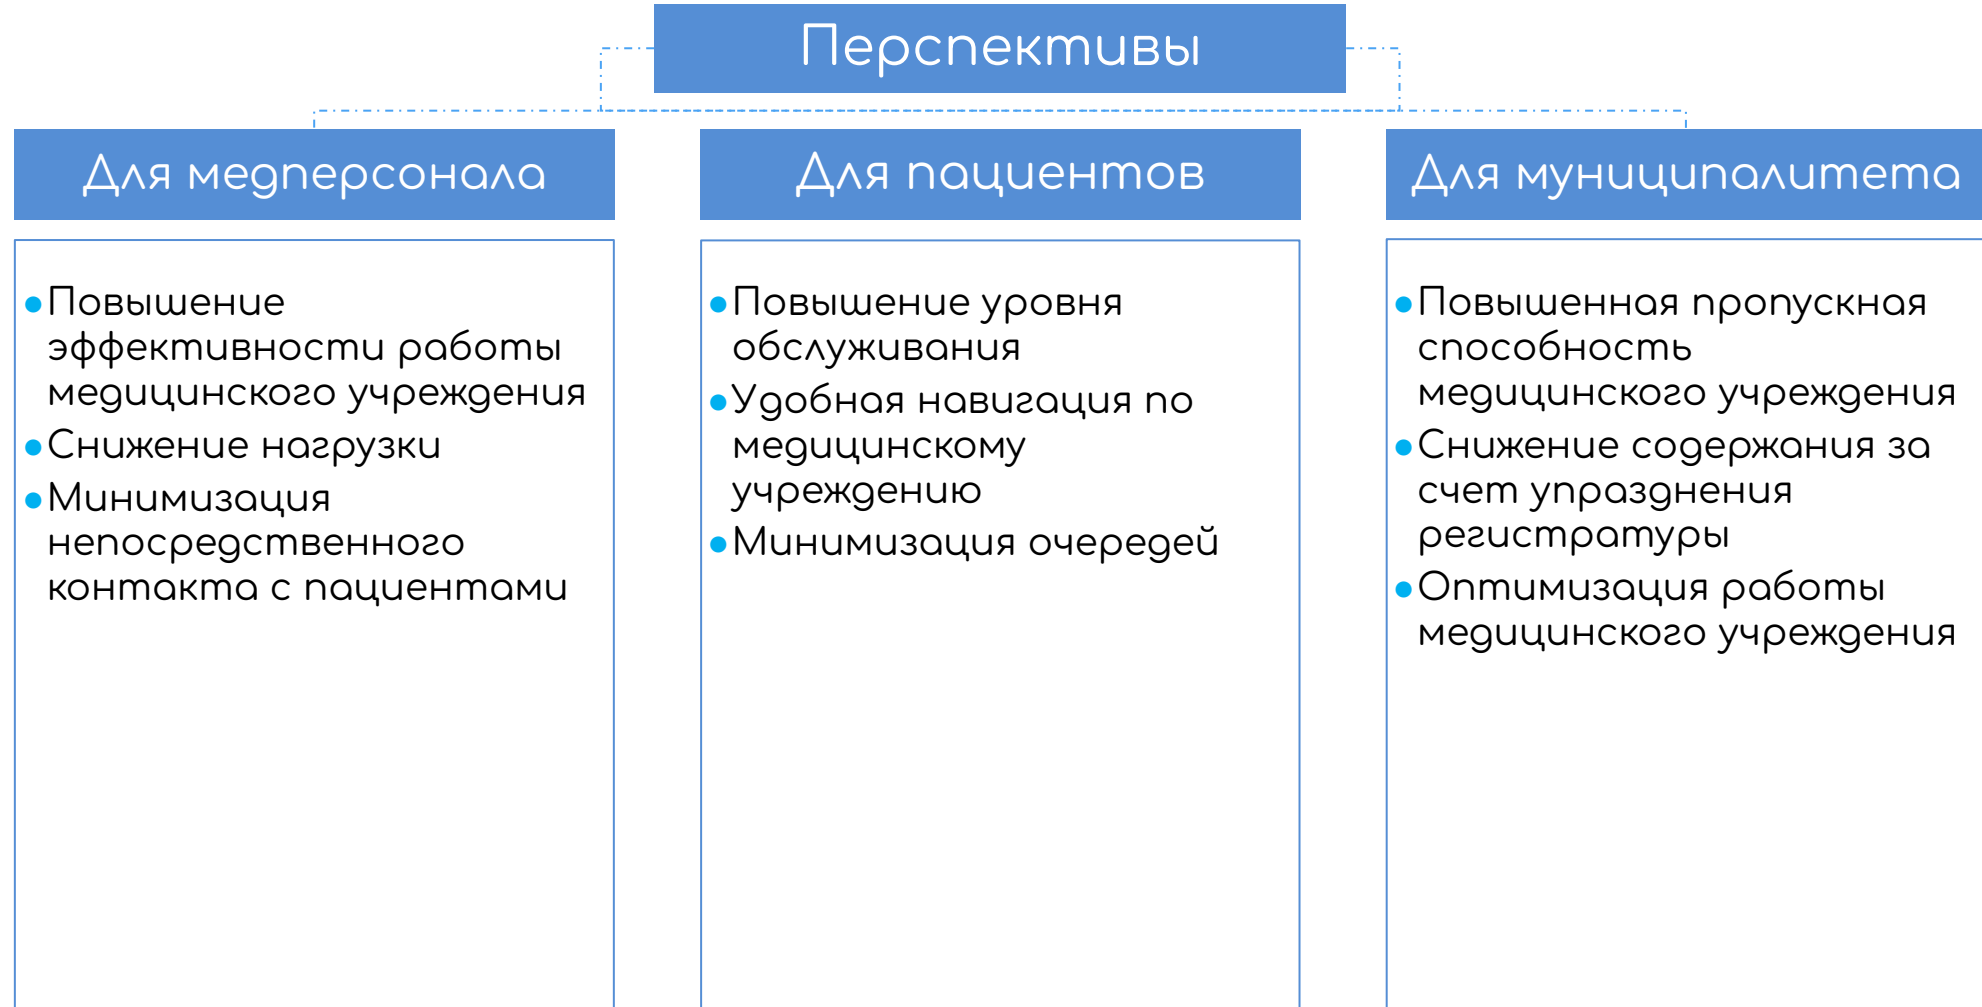 Перспективы
Для медперсонала
Для пациентов
Для муниципалитета
●Повышение
эффективности работы
медицинского учреждения
●Снижение нагрузки
●Минимизация
непосредственного
контакта с пациентами
●Повышение уровня
обслуживания
●Удобная навигация по
медицинскому
учреждению
●Минимизация очередей
●Повышенная пропускная
способность
медицинского учреждения
●Снижение содержания за
счет упразднения
регистратуры
●Оптимизация работы
медицинского учреждения